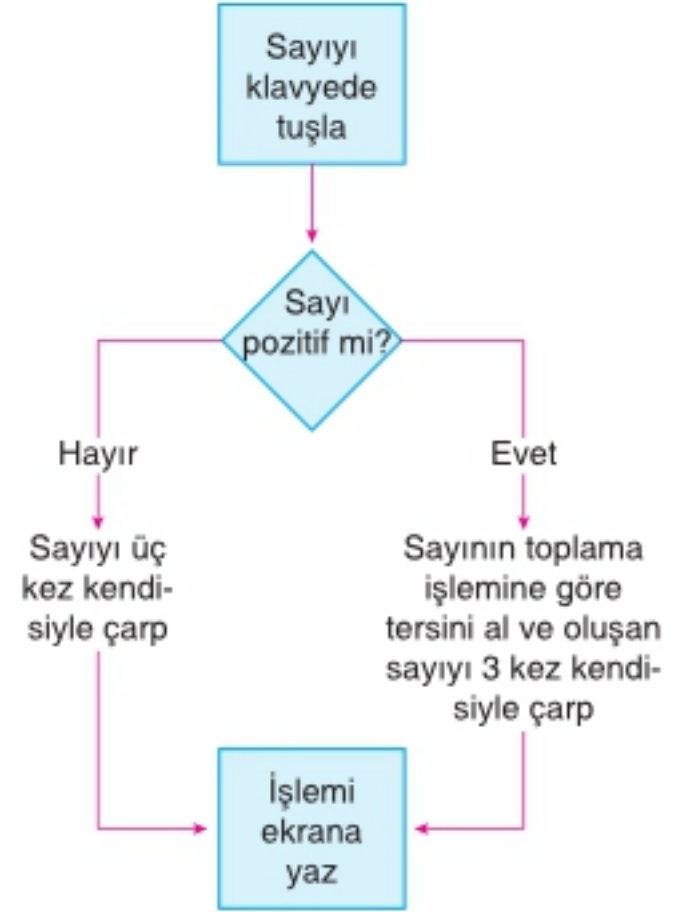 Sayıyı
klavyede
tuşla
Sayı
pozitif mi?
Hayır
Evet
Sayıyı üç
kez kendi-
siyle çarp
Sayının toplama
işlemine göre
tersini al ve oluşan
sayıyı 3 kez kendi-
siyle çarp
İşlemi
ekrana
yaz